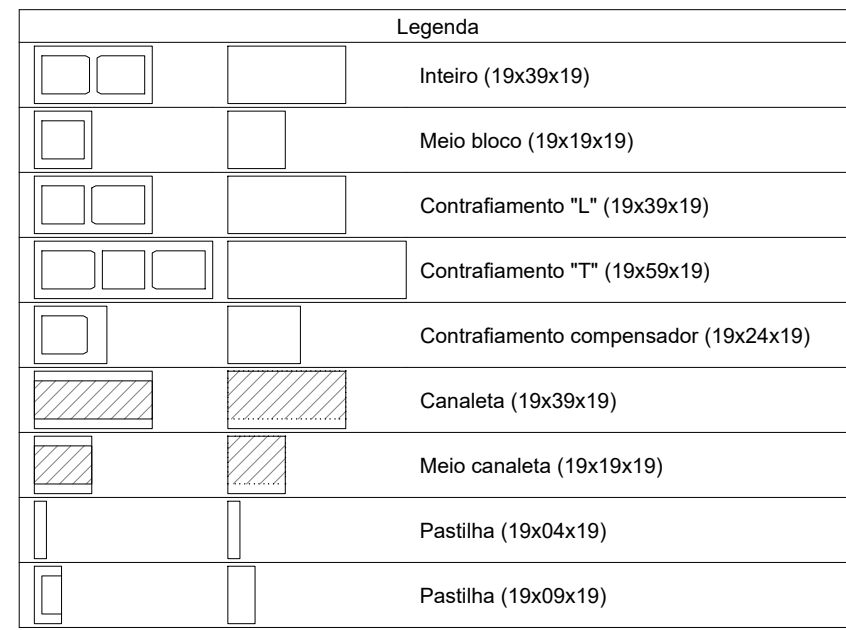 Legenda
Inteiro (19x39x19)
Meio bloco (19x19x19)
Contrafiamento "L" (19x39x19)
Contrafiamento "T" (19x59x19)
Contrafiamento compensador (19x24x19)
Canaleta (19x39x19)
Meio canaleta (19x19x19)
Pastilha (19x04x19)
Pastilha (19x09x19)